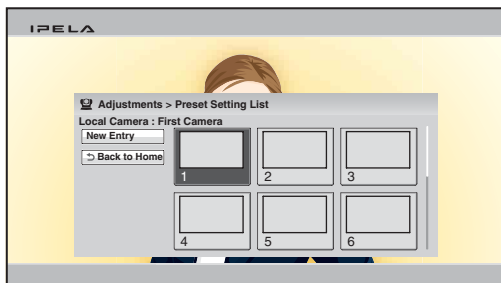 IPELA
Adjustments > Preset Setting List
Local Camera : First Camera
New Entry
Back to Home
1
2
3
4
5
6